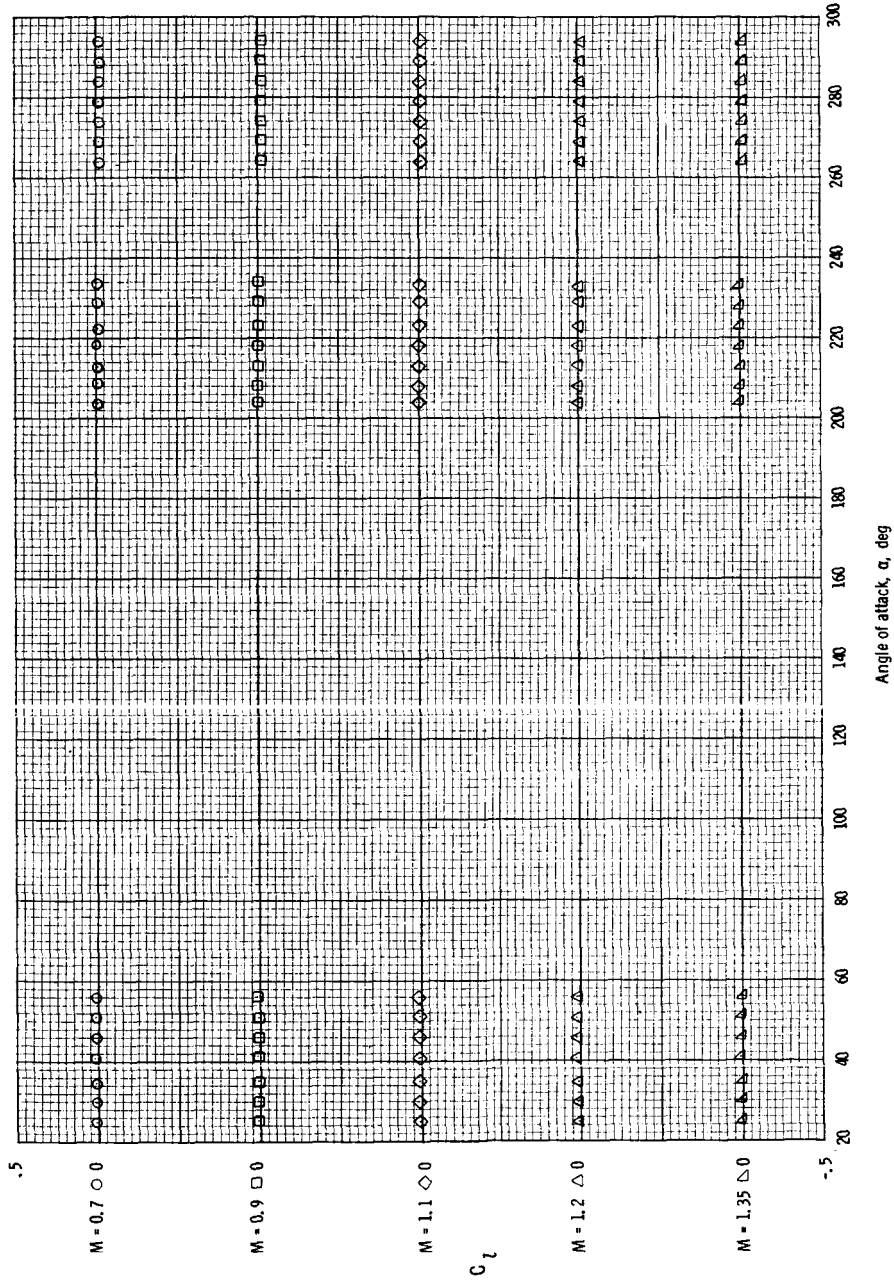 .5
M = 0.7 ○ 0
M = 0.9 □ 0
M = 1.1 ◇ 0
M = 1.2 △ 0
M = 1.35 ▷ 0
-.5
C_l
20 40 60 80 100 120 140 160 180 200 220 240 260 280 300
Angle of attack, α, deg